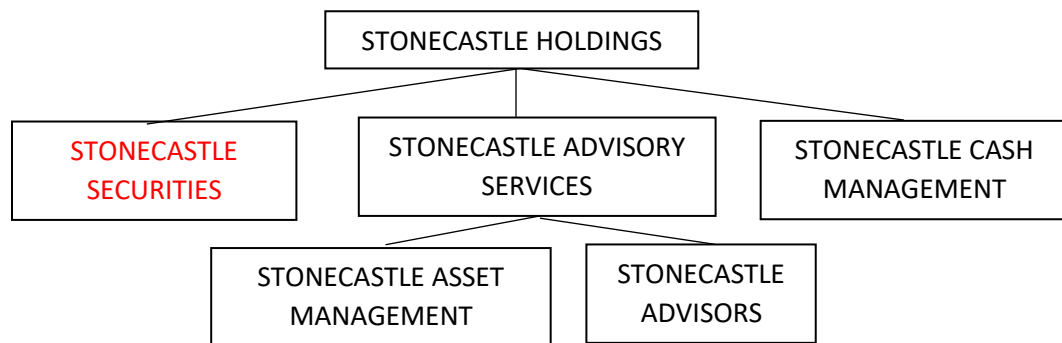 STONECASTLE HOLDINGS
STONECASTLE
SECURITIES
STONECASTLE ADVISORY
SERVICES
STONECASTLE CASH
MANAGEMENT
STONECASTLE ASSET
MANAGEMENT
STONECASTLE
ADVISORS